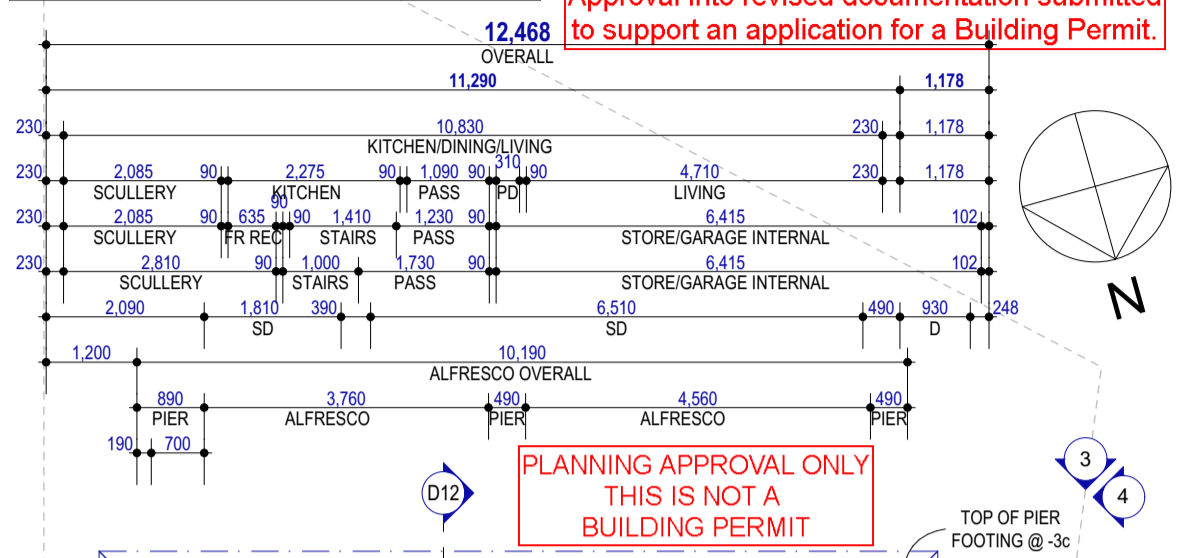 Approval into revised documentation submitted
to support an application for a Building Permit.
12,468
OVERALL
11,290 1,178
230 10,830 230 1,178
KITCHEN/DINING/LIVING
230 2,085 90 2,275 90 1,090 90 310 90 4,710 230 1,178
SCULLERY KITCHEN PASS PD LIVING
230 2,085 90 635 90 90 1,410 1,230 90 6,415 102
SCULLERY FR REC STAIRS PASS STORE/GARAGE INTERNAL
230 2,810 90 1,000 1,730 90 6,415 102
SCULLERY STAIRS PASS STORE/GARAGE INTERNAL
N
2,090 1,810 390 6,510 490 930 248
SD SD D
1,200 10,190
ALFRESCO OVERALL
890 3,760 490 4,560 490
PIER ALFRESCO PIER ALFRESCO PIER
190 700
PLANNING APPROVAL ONLY
THIS IS NOT A
BUILDING PERMIT
D12
3
4
TOP OF PIER
FOOTING @ -3c